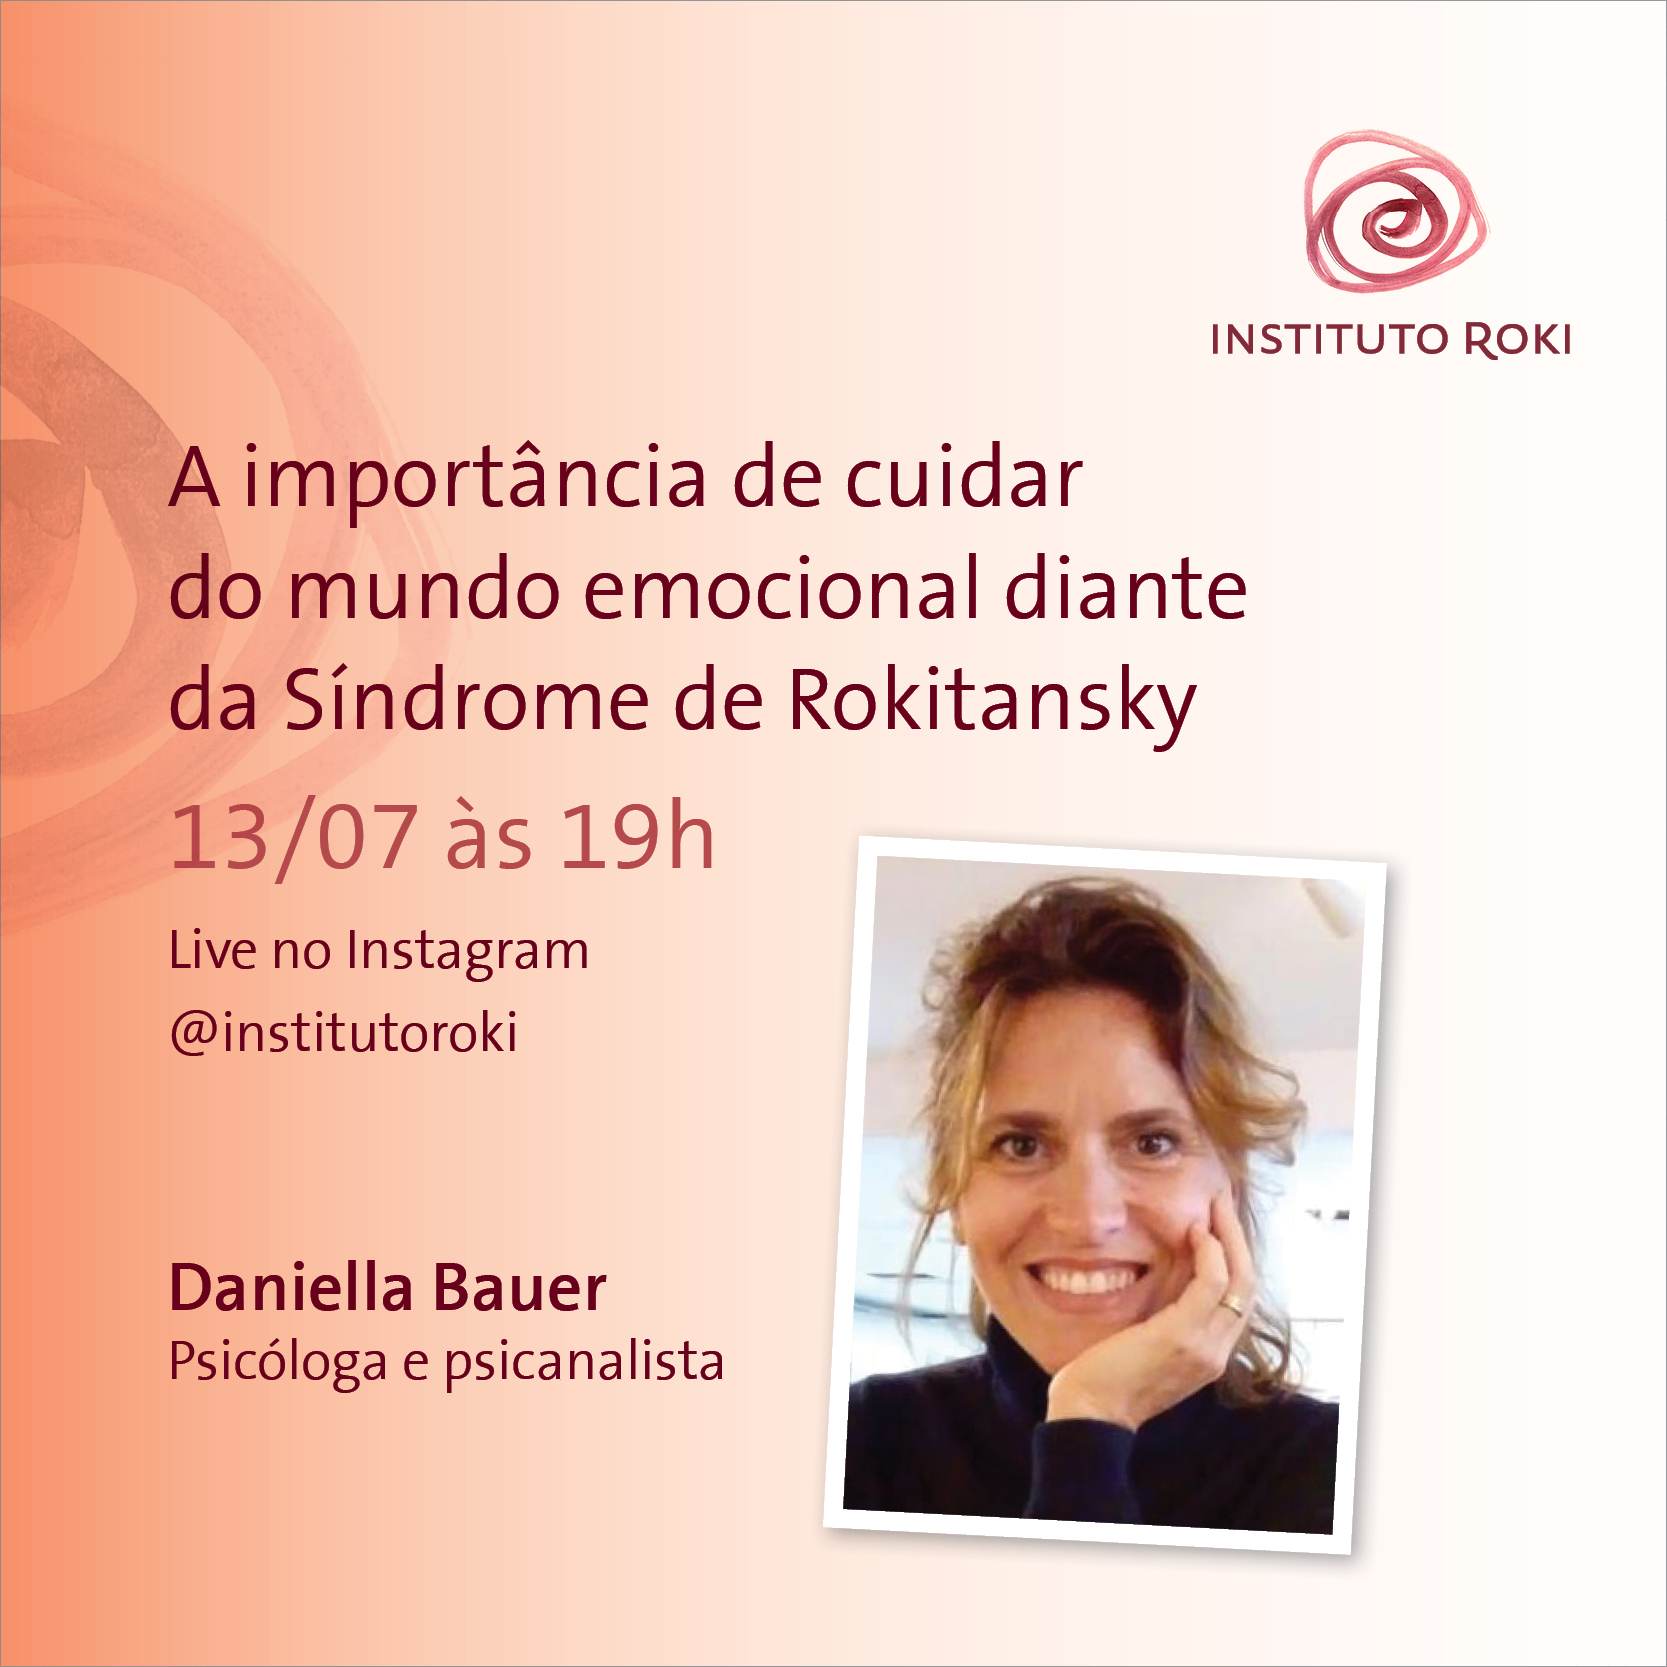 INSTITUTO ROKI
A importância de cuidar
do mundo emocional diante
da Síndrome de Rokitansky
13/07 às 19h
Live no Instagram
@institutoroki
Daniella Bauer
Psicóloga e psicanalista